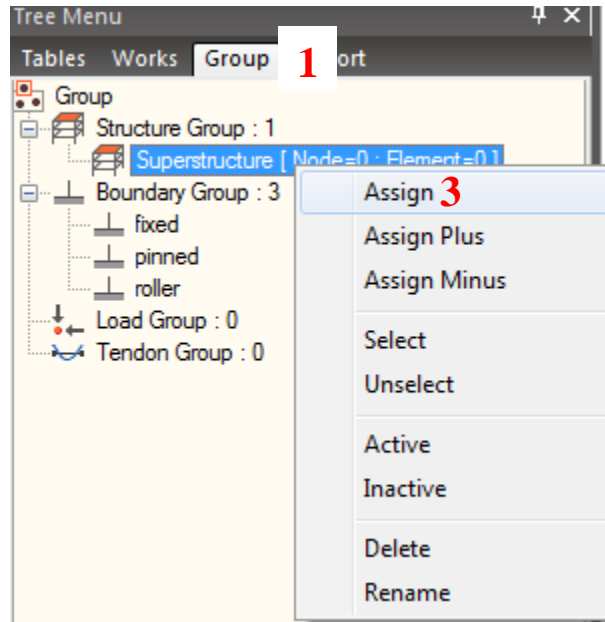 Tree Menu
Tables Works Group 1 ort
Group
Structure Group : 1
Superstructure [ Node=0 ; Element=0 ]
Boundary Group : 3
fixed
pinned
roller
Load Group : 0
Tendon Group : 0
Assign 3
Assign Plus
Assign Minus
Select
Unselect
Active
Inactive
Delete
Rename